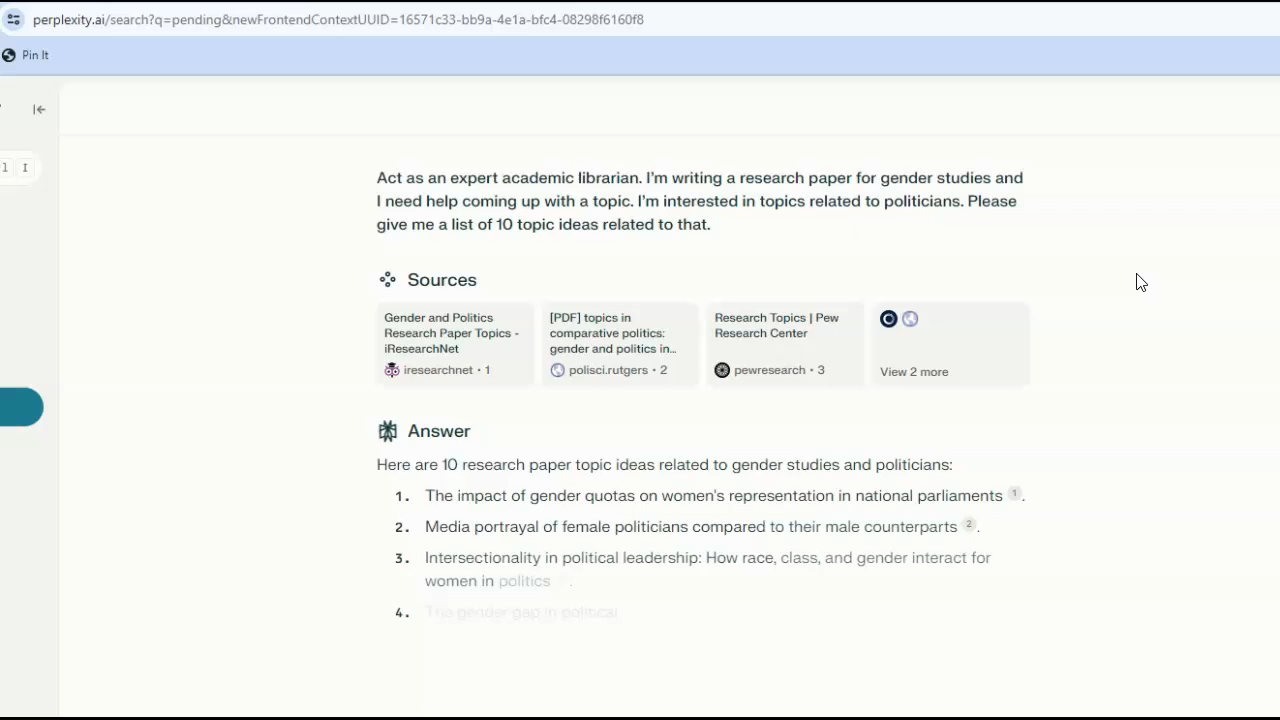 perplexity.ai/search?q=pending&newFrontendContextUUID=16571c33-bb9a-4e1a-bfc4-08298f6160f8
Pin It
1 I
Act as an expert academic librarian. I'm writing a research paper for gender studies and
I need help coming up with a topic. I'm interested in topics related to politicians. Please
give me a list of 10 topic ideas related to that.
Sources
Gender and Politics
Research Paper Topics -
iResearchNet
iresearchnet • 1
[PDF] topics in
comparative politics:
gender and politics in...
polisci.rutgers • 2
Research Topics | Pew
Research Center
pewresearch • 3
View 2 more
Answer
Here are 10 research paper topic ideas related to gender studies and politicians:
1. The impact of gender quotas on women's representation in national parliaments 1.
2. Media portrayal of female politicians compared to their male counterparts 2.
3. Intersectionality in political leadership: How race, class, and gender interact for
women in politics .
4. The gender gap in political